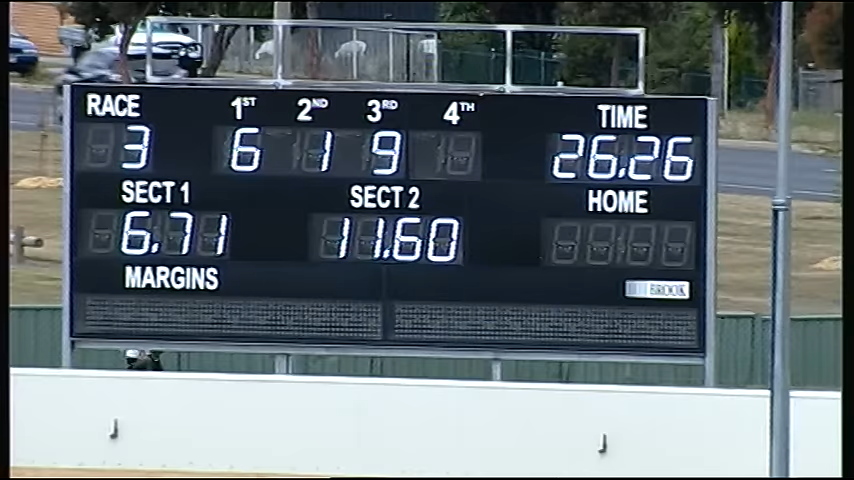 RACE 1ST 2ND 3RD 4TH TIME
3 6 1 9 26.26
SECT 1 SECT 2 HOME
6.71 11.60
MARGINS
BROOK